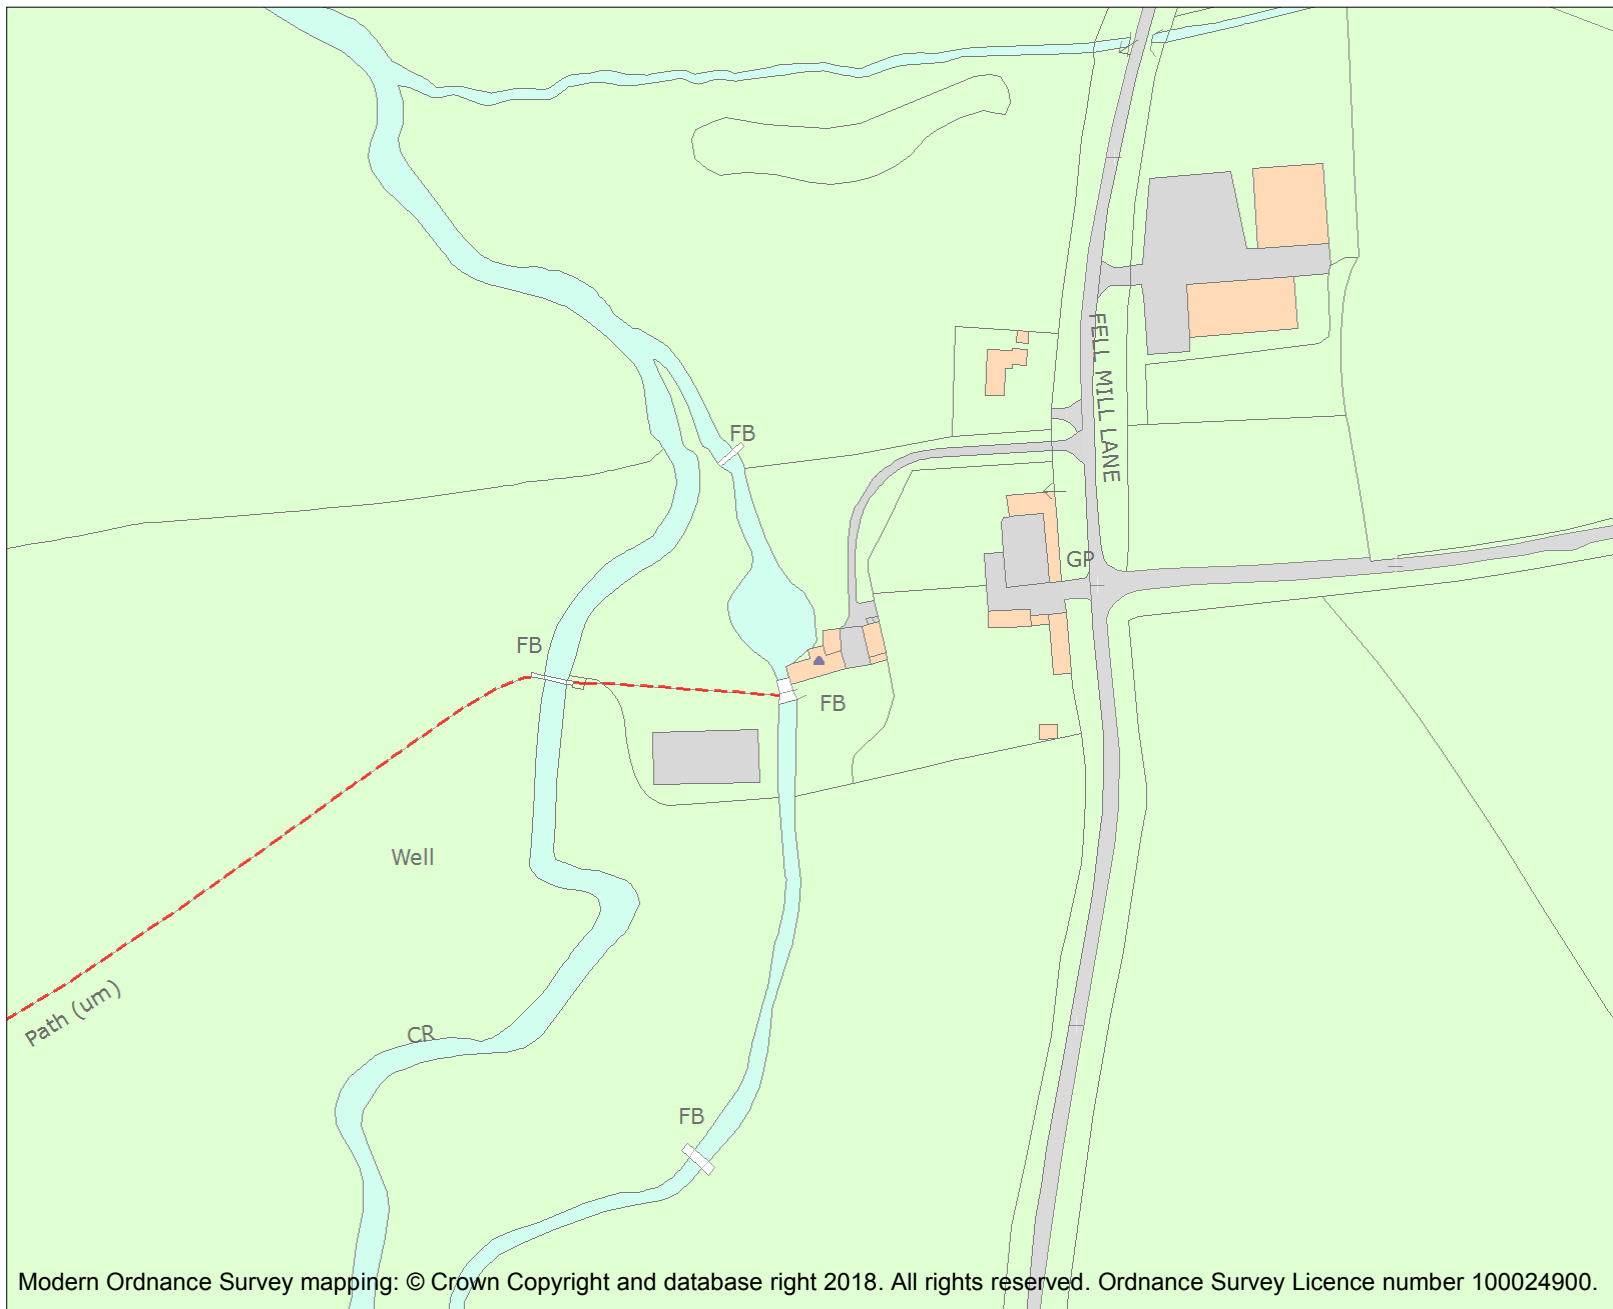 FB
FELL MILL LANE
GP
FB
FB
Well
Path (um)
CR
FB
Modern Ordnance Survey mapping: © Crown Copyright and database right 2018. All rights reserved. Ordnance Survey Licence number 100024900.